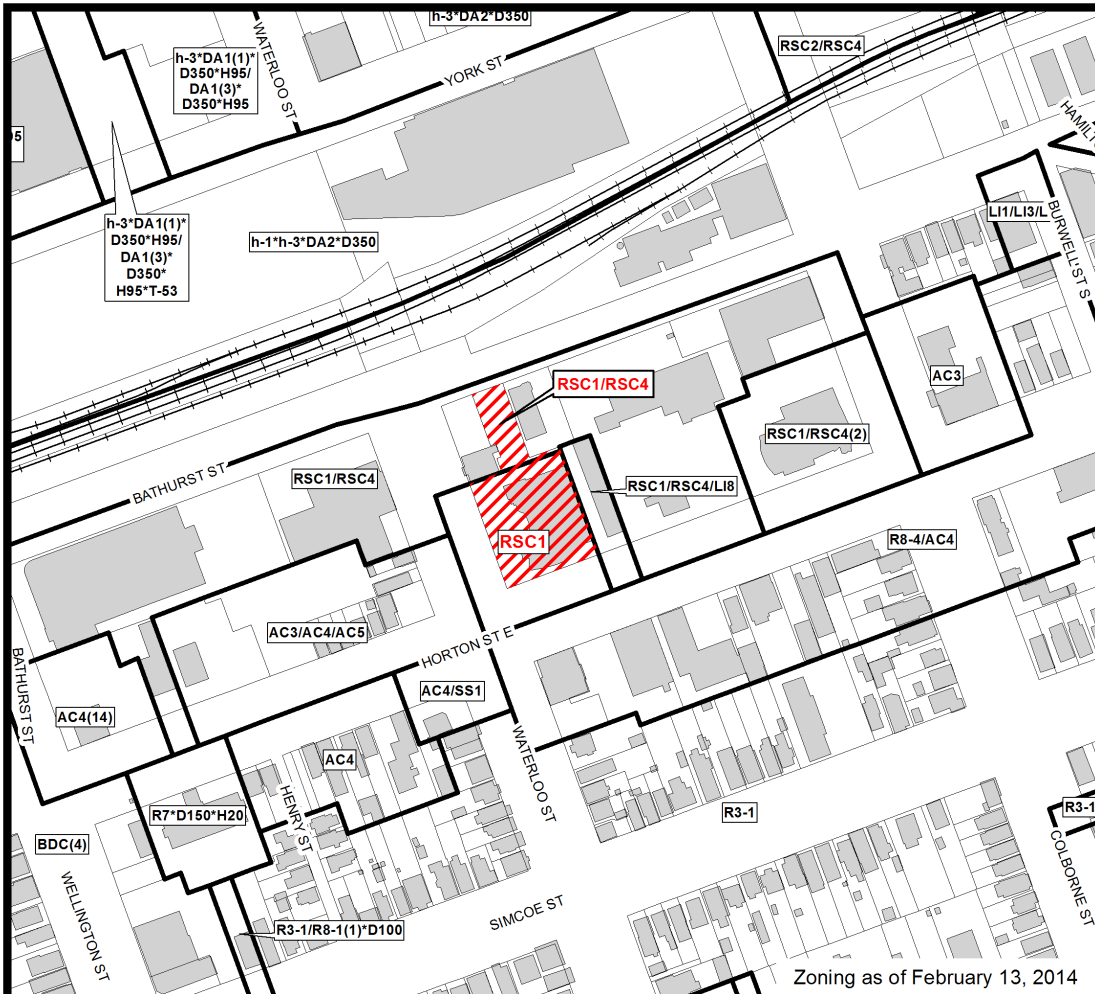 h-3*DA2*D350
h-3*DA1(1)*
D350*H95/
DA1(3)*
D350*H95
WATERLOO ST
YORK ST
RSC2/RSC4
95
h-3*DA1(1)*
D350*H95/
DA1(3)*
D350*
H95*T-53
h-1*h-3*DA2*D350
LI1/LI3/L
BURWELL'ST S
AC3
RSC1/RSC4
RSC1/RSC4(2)
BATHURST ST
RSC1/RSC4
RSC1/RSC4/LI8
RSC1
R8-4/AC4
AC3/AC4/AC5
HORTON ST E
BATHURST ST
AC4/SS1
AC4(14)
WATERLOO ST
AC4
R7*D150*H20
HENRY ST
R3-1
R3-1
BDC(4)
COLBORNE ST
WELLINGTON ST
SIMCOE ST
R3-1/R8-1(1)*D100
Zoning as of February 13, 2014